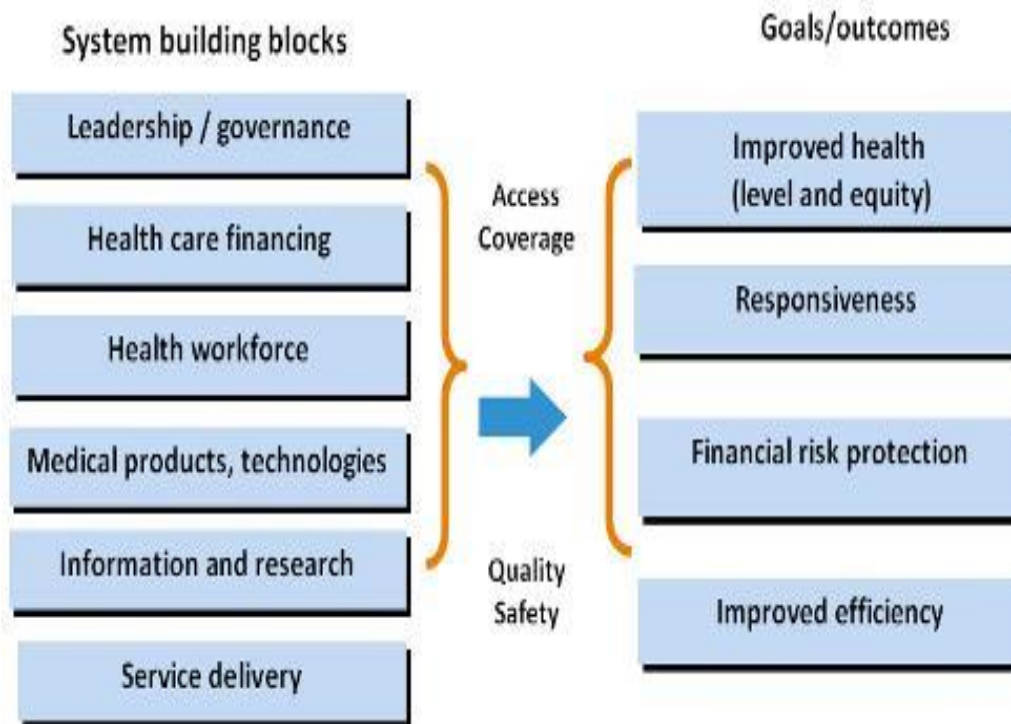 System building blocks
Leadership / governance
Health care financing
Health workforce
Medical products, technologies
Information and research
Service delivery
Access
Coverage
Quality
Safety
Goals/outcomes
Improved health
(level and equity)
Responsiveness
Financial risk protection
Improved efficiency